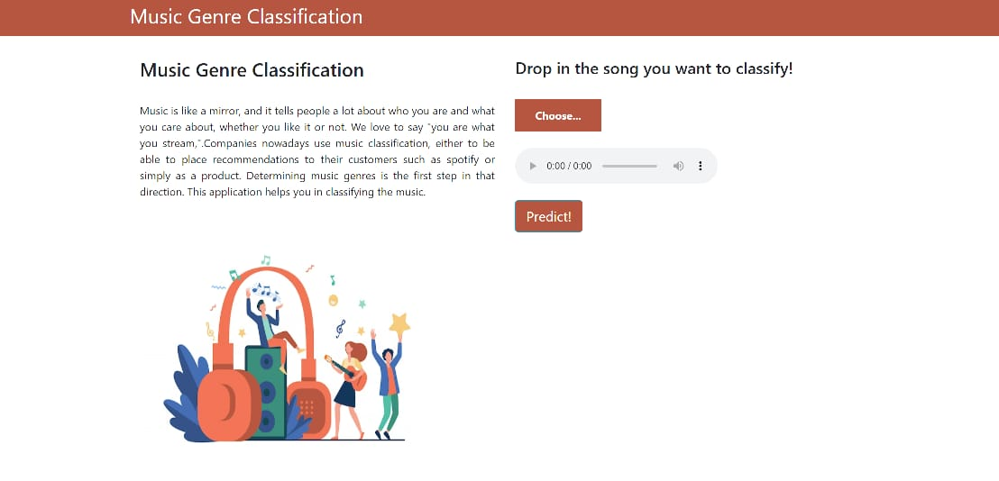 Music Genre Classification
Music Genre Classification
Music is like a mirror, and it tells people a lot about who you are and what
you care about, whether you like it or not. We love to say "you are what
you stream,".Companies nowadays use music classification, either to be
able to place recommendations to their customers such as spotify or
simply as a product. Determining music genres is the first step in that
direction. This application helps you in classifying the music.
Drop in the song you want to classify!
Choose...
0:00 / 0:00
Predict!